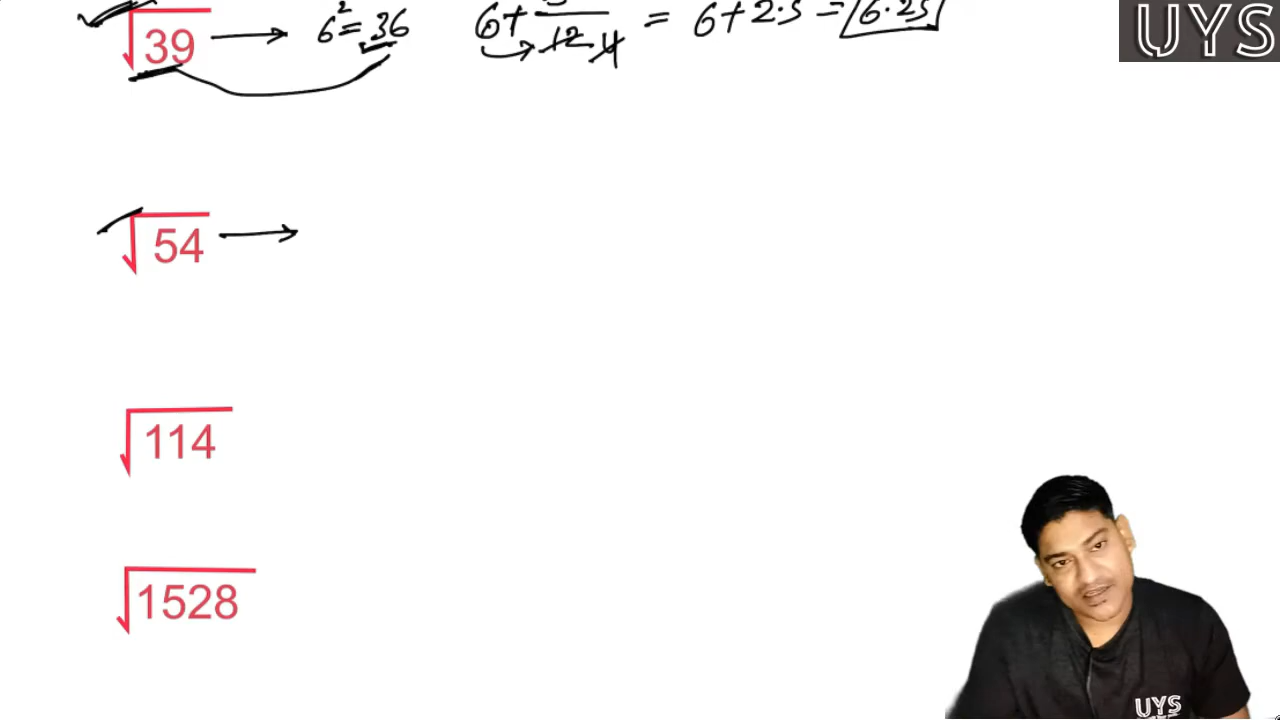 √39 → 6² = 36 6 + 3/12 4 = 6 + 2.5 = 6.25
UYS
√54 →
√114
√1528
UYS